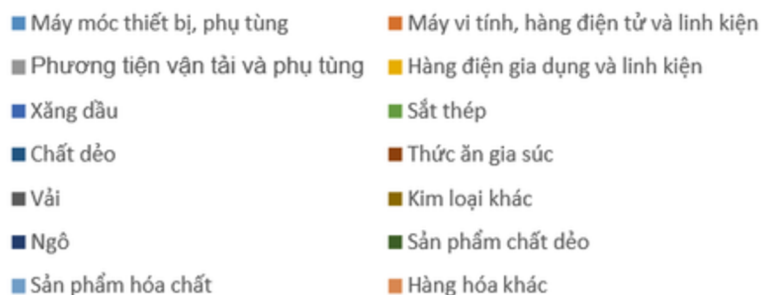 Máy móc thiết bị, phụ tùng
Máy vi tính, hàng điện tử và linh kiện
Phương tiện vận tải và phụ tùng
Hàng điện gia dụng và linh kiện
Xăng dầu
Sắt thép
Chất dẻo
Thức ăn gia súc
Vải
Kim loại khác
Ngô
Sản phẩm chất dẻo
Sản phẩm hóa chất
Hàng hóa khác